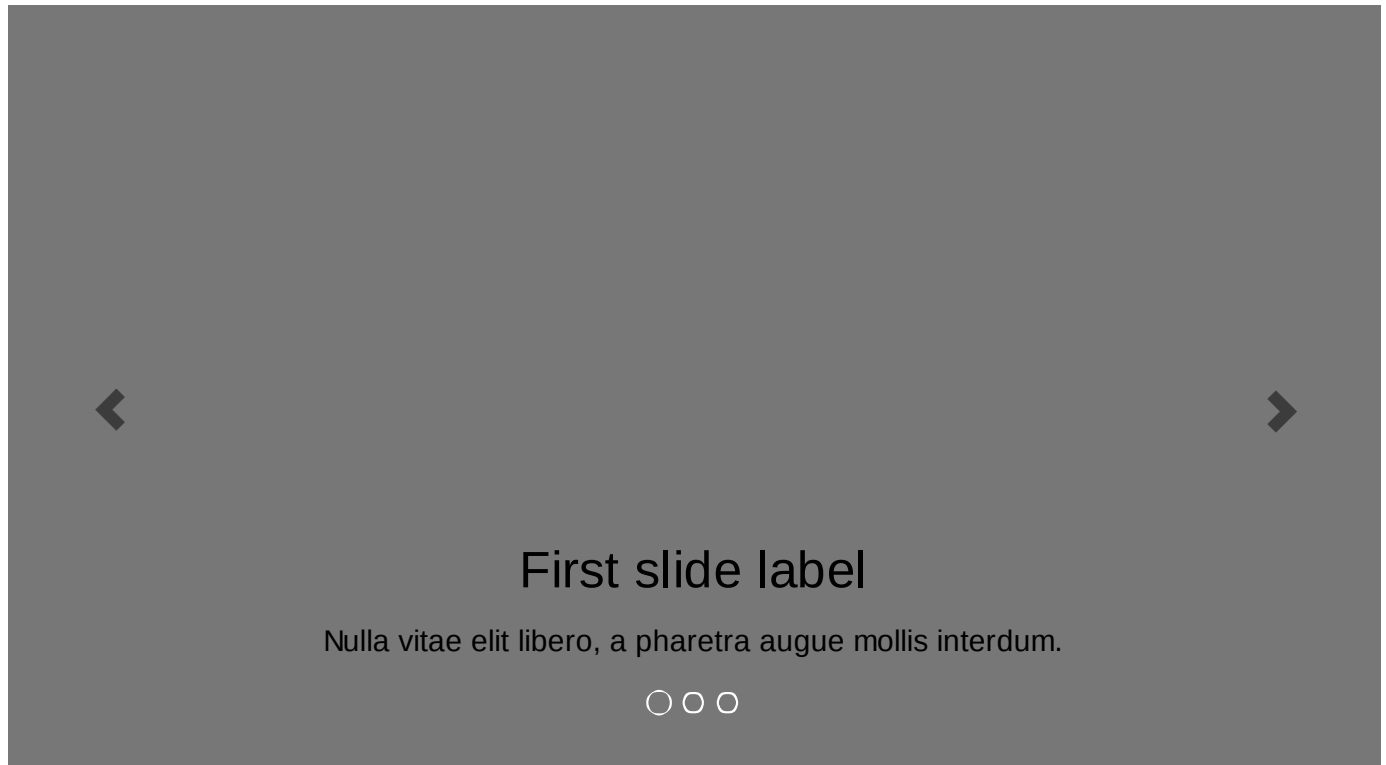 First slide label
Nulla vitae elit libero, a pharetra augue mollis interdum.